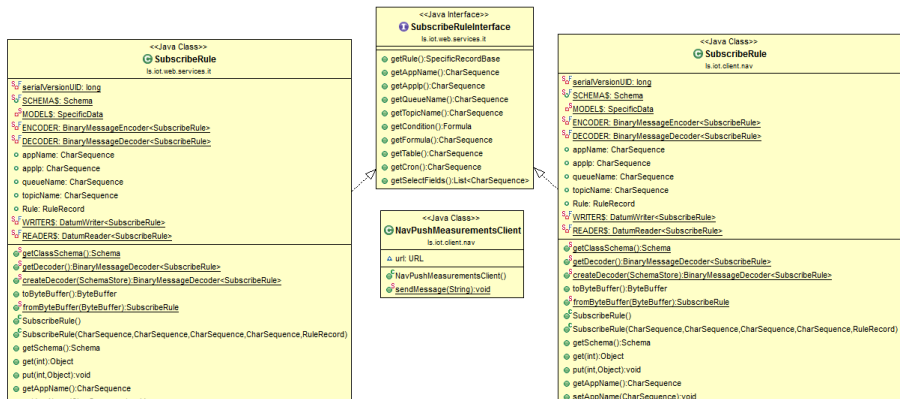 <<Java Class>>
SubscribeRule
ls.iot.web.services.it
serialVersionUID: long
SCHEMA$: Schema
MODEL$: SpecificData
ENCODER: BinaryMessageEncoder<SubscribeRule>
DECODER: BinaryMessageDecoder<SubscribeRule>
appName: CharSequence
appIp: CharSequence
queueName: CharSequence
topicName: CharSequence
Rule: RuleRecord
WRITER$: DatumWriter<SubscribeRule>
READER$: DatumReader<SubscribeRule>
getClassSchema():Schema
getDecoder():BinaryMessageDecoder<SubscribeRule>
createDecoder(SchemaStore):BinaryMessageDecoder<SubscribeRule>
toByteBuffer():ByteBuffer
fromByteBuffer(ByteBuffer):SubscribeRule
SubscribeRule()
SubscribeRule(CharSequence,CharSequence,CharSequence,CharSequence,RuleRecord)
getSchema():Schema
get(int):Object
put(int,Object):void
getAppName():CharSequence
<<Java Interface>>
SubscribeRuleInterface
ls.iot.web.services.it
getRule():SpecificRecordBase
getAppName():CharSequence
getAppIp():CharSequence
getQueueName():CharSequence
getTopicName():CharSequence
getCondition():Formula
getFormula():CharSequence
getTable():CharSequence
getCron():CharSequence
getSelectFields():List<CharSequence>
<<Java Class>>
NavPushMeasurementsClient
ls.iot.client.nav
url: URL
NavPushMeasurementsClient()
sendMessage(String):void
<<Java Class>>
SubscribeRule
ls.iot.client.nav
serialVersionUID: long
SCHEMA$: Schema
MODEL$: SpecificData
ENCODER: BinaryMessageEncoder<SubscribeRule>
DECODER: BinaryMessageDecoder<SubscribeRule>
appName: CharSequence
appIp: CharSequence
queueName: CharSequence
topicName: CharSequence
Rule: RuleRecord
WRITER$: DatumWriter<SubscribeRule>
READER$: DatumReader<SubscribeRule>
getClassSchema():Schema
getDecoder():BinaryMessageDecoder<SubscribeRule>
createDecoder(SchemaStore):BinaryMessageDecoder<SubscribeRule>
toByteBuffer():ByteBuffer
fromByteBuffer(ByteBuffer):SubscribeRule
SubscribeRule()
SubscribeRule(CharSequence,CharSequence,CharSequence,CharSequence,RuleRecord)
getSchema():Schema
get(int):Object
put(int,Object):void
getAppName():CharSequence
setAppName(CharSequence):void